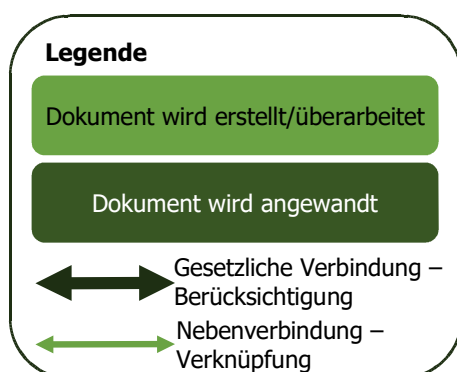 Legende
Dokument wird erstellt/überarbeitet
Dokument wird angewandt
Gesetzliche Verbindung –
Berücksichtigung
Nebenverbindung –
Verknüpfung